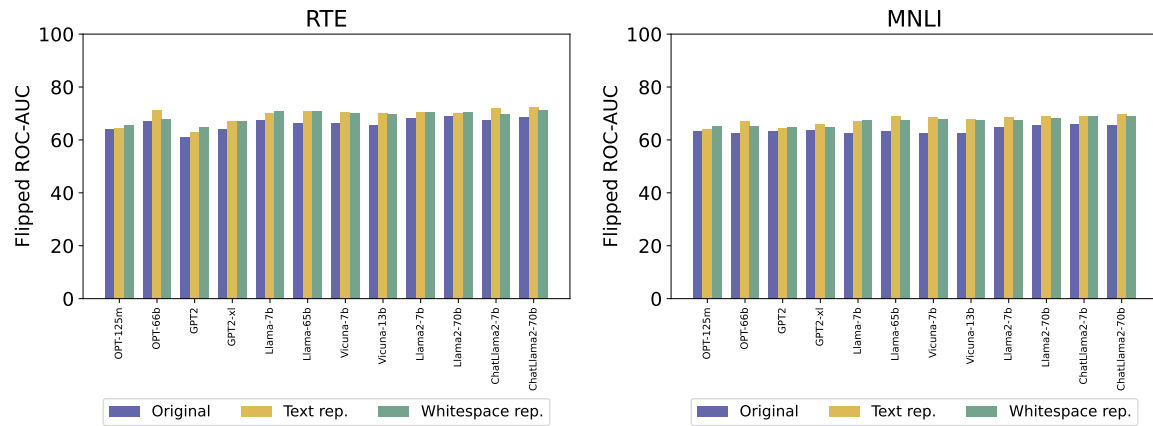 RTE
Flipped ROC-AUC
100
80
60
40
20
0
OPT-125m
OPT-66b
GPT2
GPT2-xl
Llama-7b
Llama-65b
Vicuna-7b
Vicuna-13b
Llama2-7b
Llama2-70b
ChatLlama2-7b
ChatLlama2-70b
Original
Text rep.
Whitespace rep.
MNLI
Flipped ROC-AUC
100
80
60
40
20
0
OPT-125m
OPT-66b
GPT2
GPT2-xl
Llama-7b
Llama-65b
Vicuna-7b
Vicuna-13b
Llama2-7b
Llama2-70b
ChatLlama2-7b
ChatLlama2-70b
Original
Text rep.
Whitespace rep.